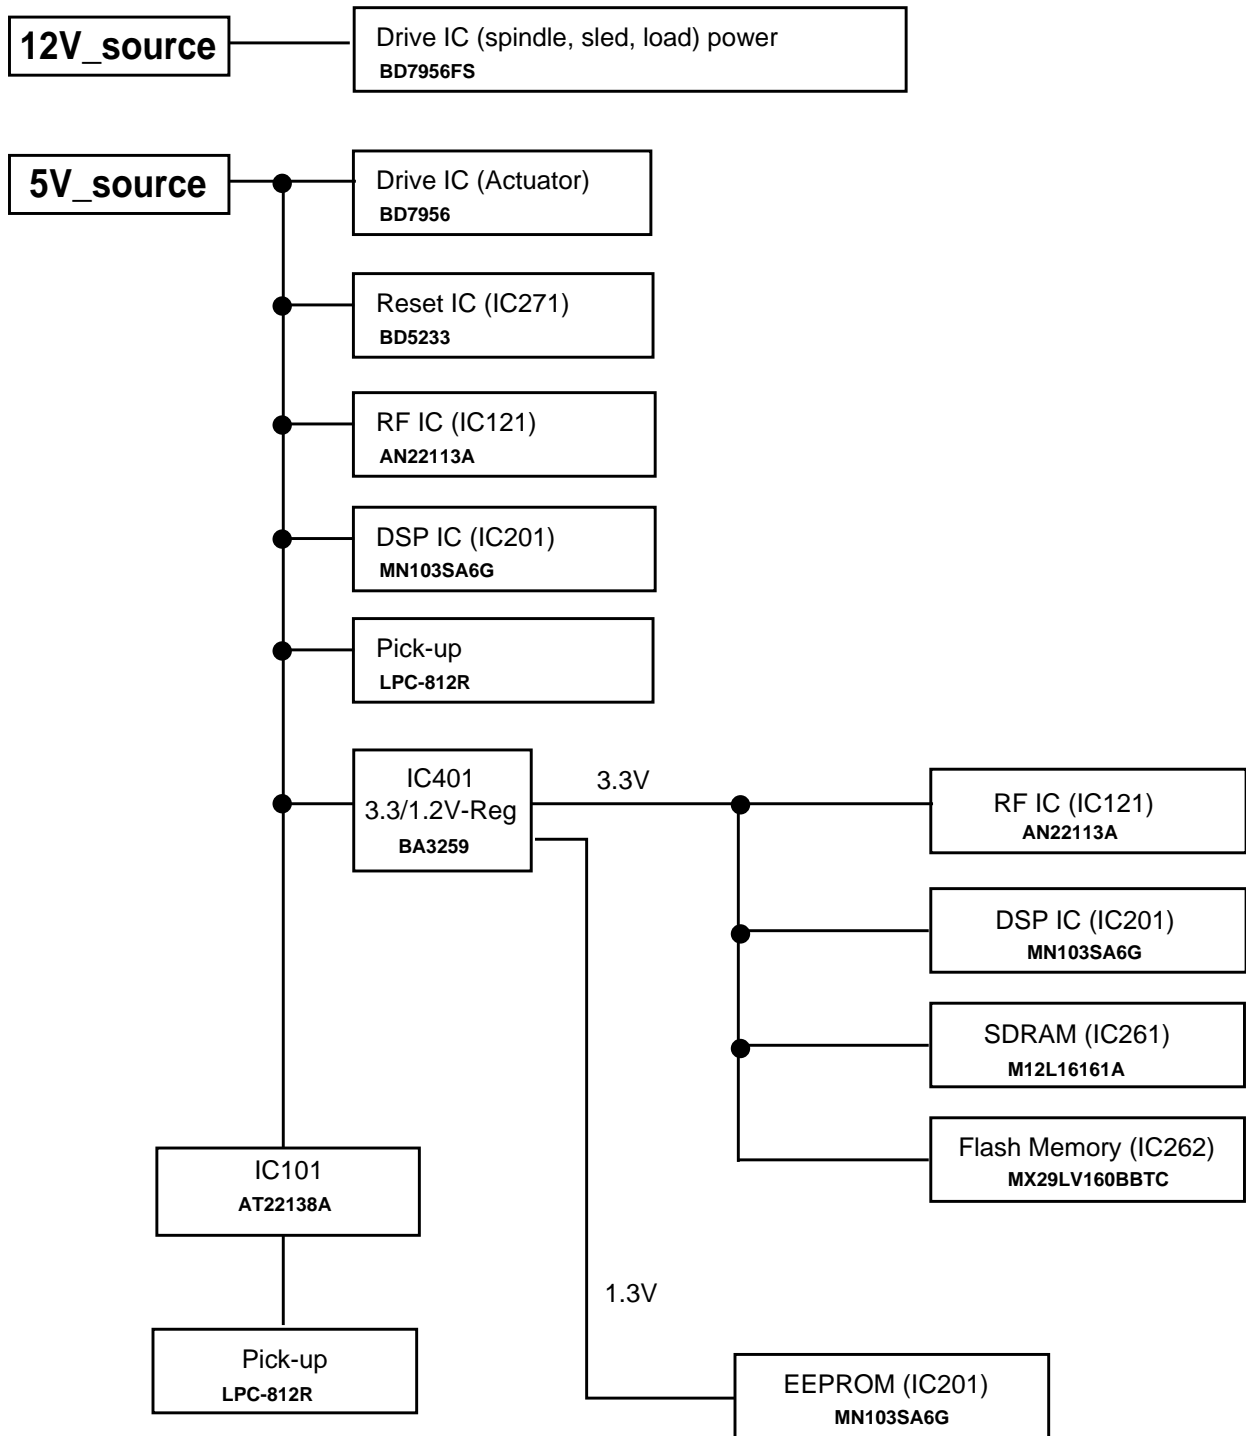 12V_source
Drive IC (spindle, sled, load) power
BD7956FS
5V_source
Drive IC (Actuator)
BD7956
Reset IC (IC271)
BD5233
RF IC (IC121)
AN22113A
DSP IC (IC201)
MN103SA6G
Pick-up
LPC-812R
IC401
3.3/1.2V-Reg
BA3259
3.3V
RF IC (IC121)
AN22113A
DSP IC (IC201)
MN103SA6G
SDRAM (IC261)
M12L16161A
Flash Memory (IC262)
MX29LV160BBTC
IC101
AT22138A
1.3V
Pick-up
LPC-812R
EEPROM (IC201)
MN103SA6G